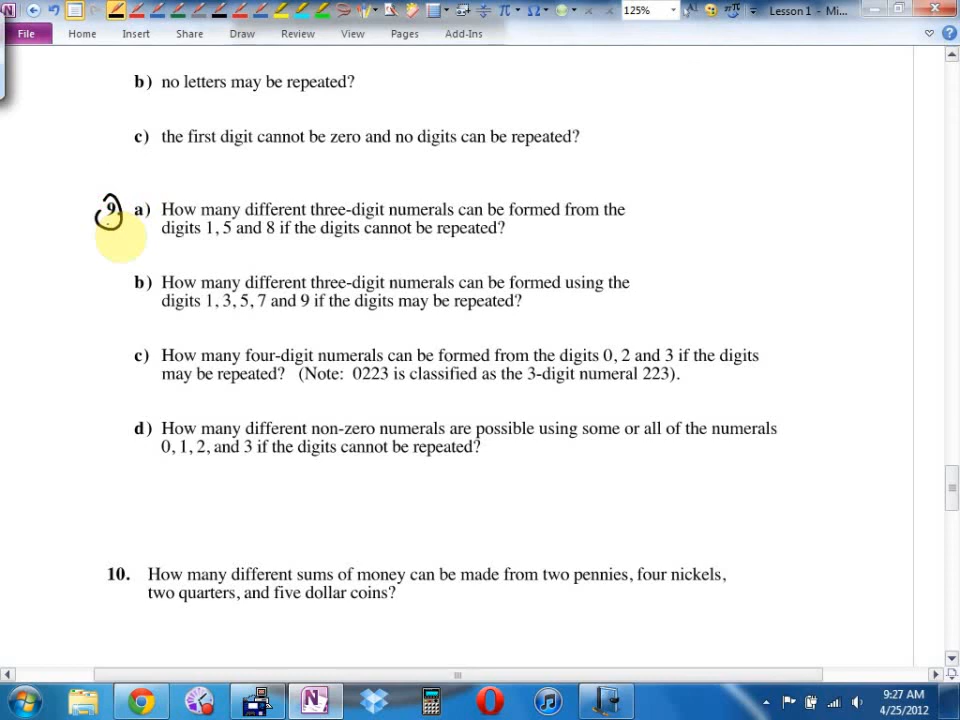 125%
Lesson 1 - Mi...
File Home Insert Share Draw Review View Pages Add-Ins
b) no letters may be repeated?
c) the first digit cannot be zero and no digits can be repeated?
9. a) How many different three-digit numerals can be formed from the
digits 1, 5 and 8 if the digits cannot be repeated?
b) How many different three-digit numerals can be formed using the
digits 1, 3, 5, 7 and 9 if the digits may be repeated?
c) How many four-digit numerals can be formed from the digits 0, 2 and 3 if the digits
may be repeated? (Note: 0223 is classified as the 3-digit numeral 223).
d) How many different non-zero numerals are possible using some or all of the numerals
0, 1, 2, and 3 if the digits cannot be repeated?
10. How many different sums of money can be made from two pennies, four nickels,
two quarters, and five dollar coins?
9:27 AM
4/25/2012